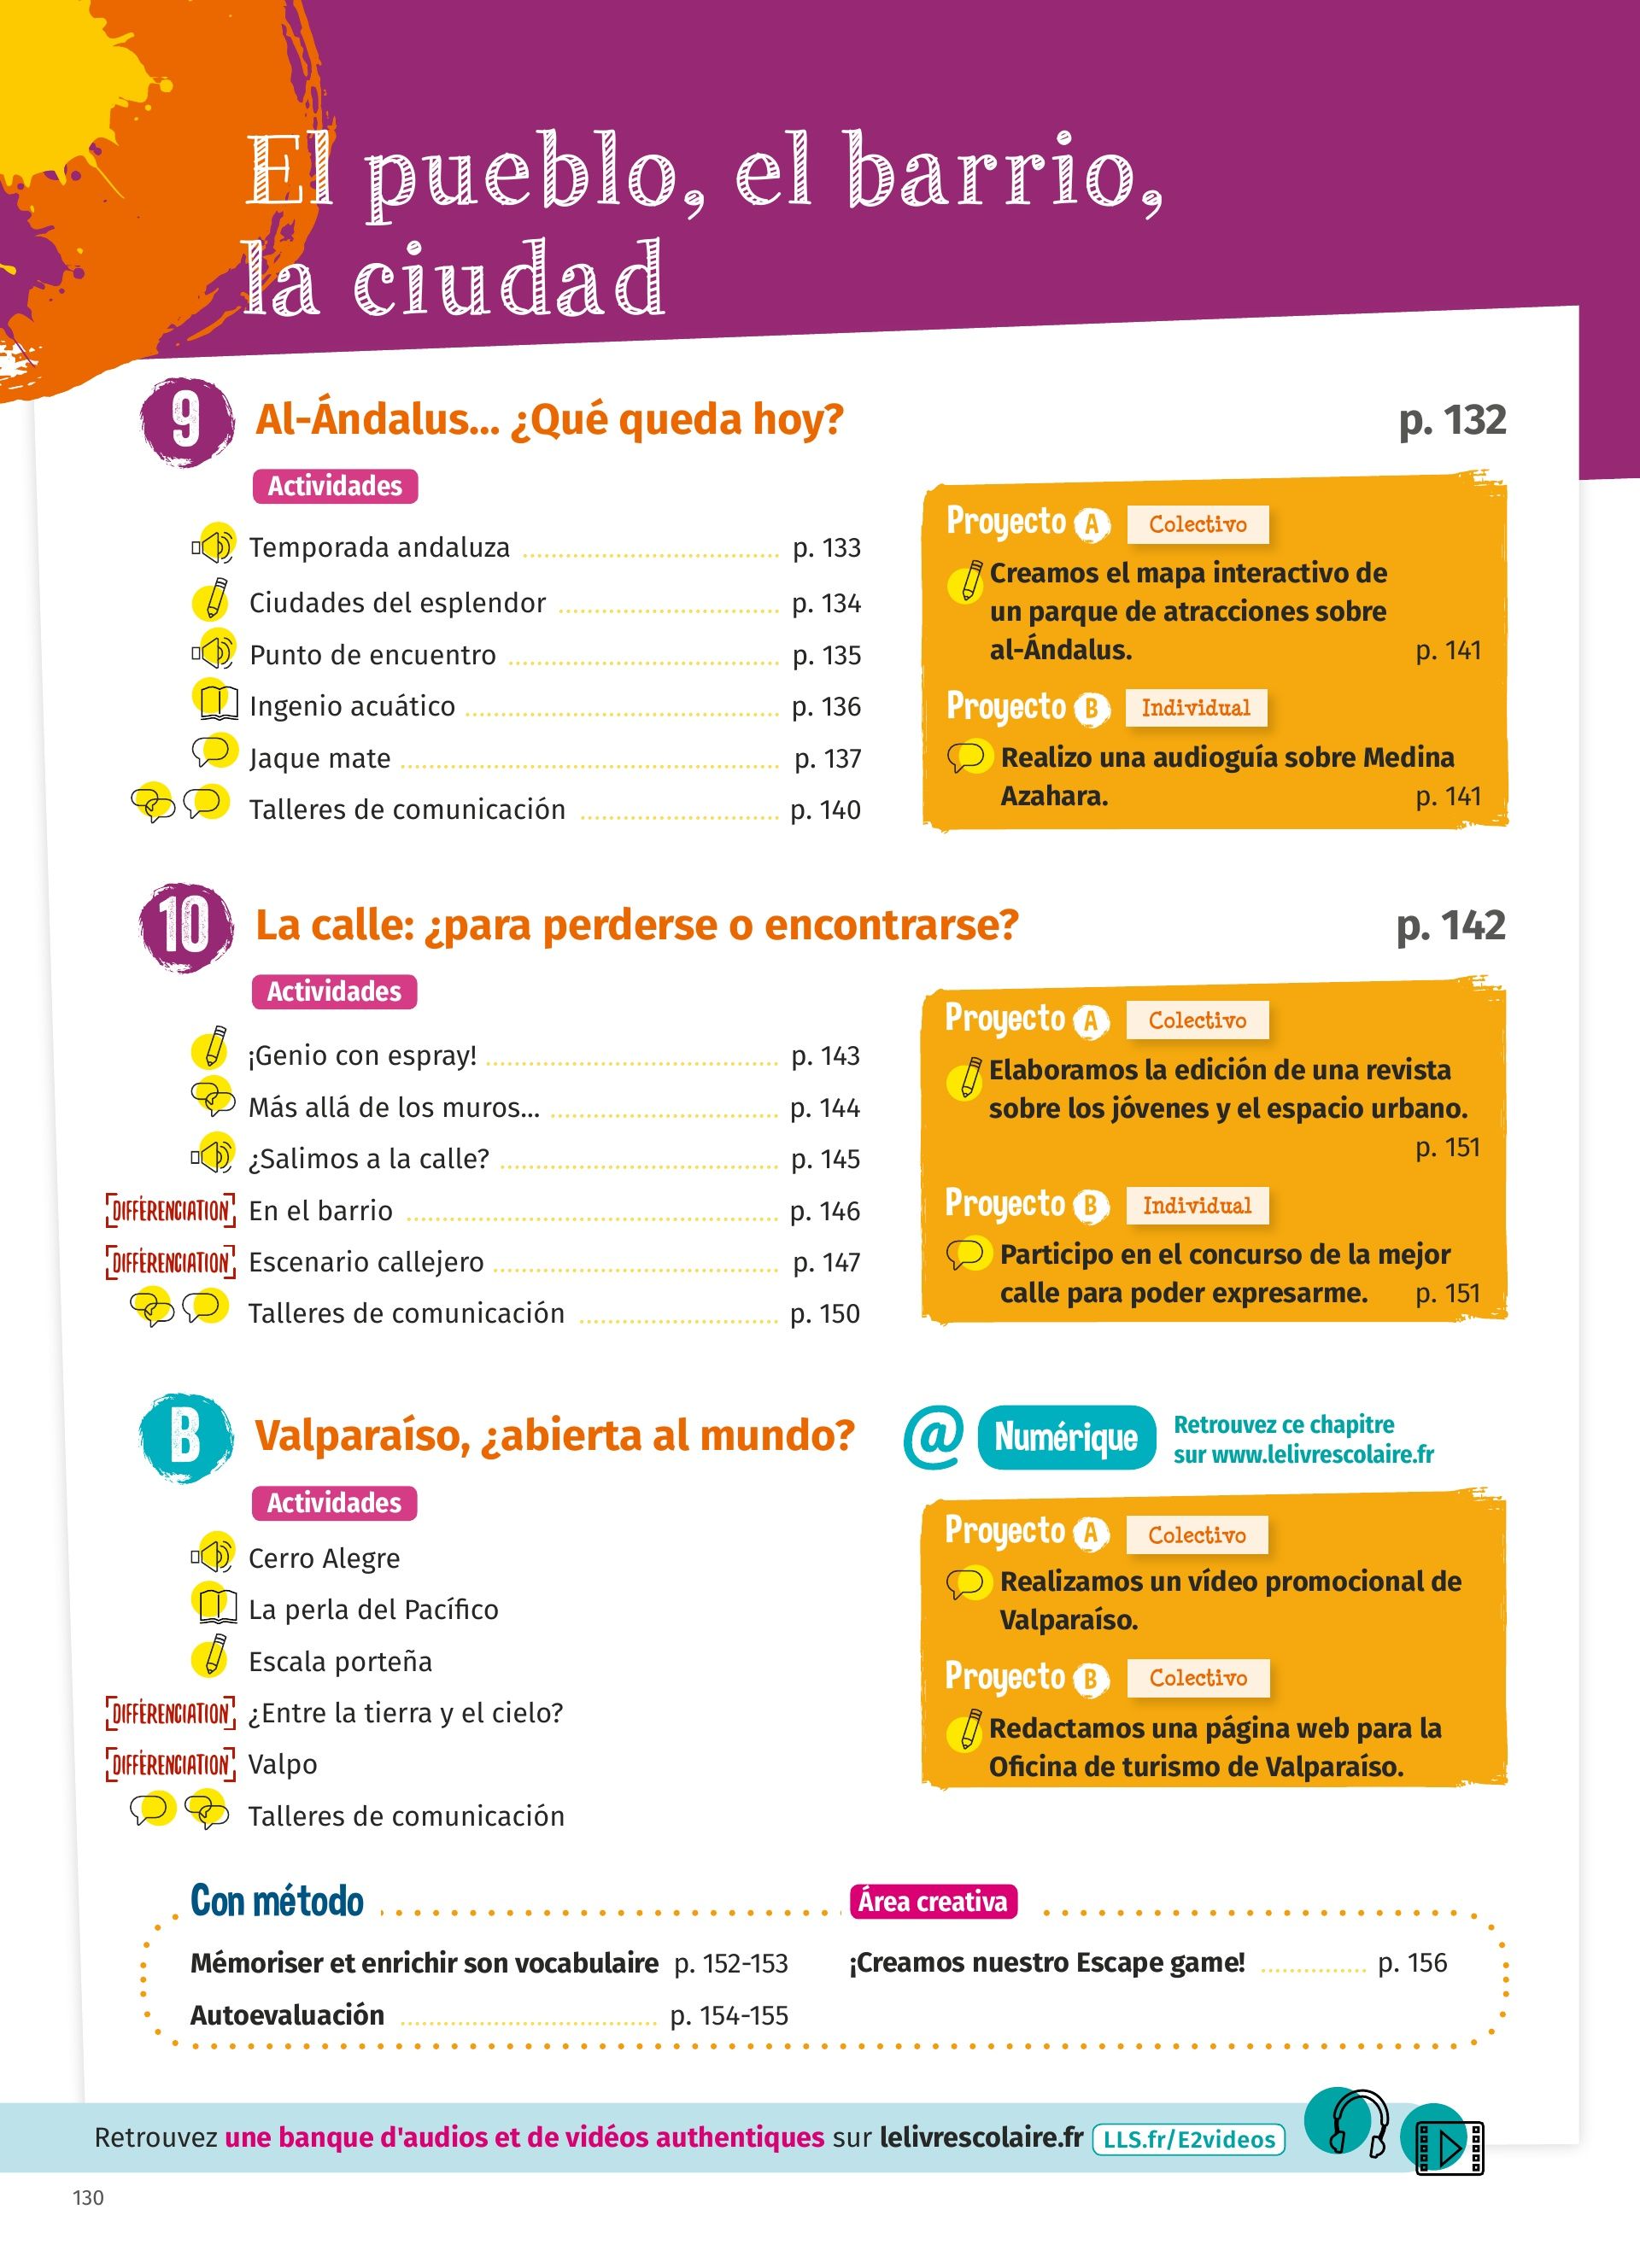 El pueblo, el barrio,
la ciudad
9 Al-Ándalus... ¿Qué queda hoy? p. 132
Actividades
Temporada andaluza p. 133
Ciudades del esplendor p. 134
Punto de encuentro p. 135
Ingenio acuático p. 136
Jaque mate p. 137
Talleres de comunicación p. 140
Proyecto A Colectivo
Creamos el mapa interactivo de
un parque de atracciones sobre
al-Ándalus. p. 141
Proyecto B Individual
Realizo una audioguía sobre Medina
Azahara. p. 141
10 La calle: ¿para perderse o encontrarse? p. 142
Actividades
¡Genio con espray! p. 143
Más allá de los muros... p. 144
¿Salimos a la calle? p. 145
DIFFÉRENCIATION En el barrio p. 146
DIFFÉRENCIATION Escenario callejero p. 147
Talleres de comunicación p. 150
Proyecto A Colectivo
Elaboramos la edición de una revista
sobre los jóvenes y el espacio urbano.
p. 151
Proyecto B Individual
Participo en el concurso de la mejor
calle para poder expresarme. p. 151
B Valparaíso, ¿abierta al mundo?
@ Numérique
Retrouvez ce chapitre
sur www.lelivrescolaire.fr
Actividades
Cerro Alegre
La perla del Pacífico
Escala porteña
DIFFÉRENCIATION ¿Entre la tierra y el cielo?
DIFFÉRENCIATION Valpo
Talleres de comunicación
Proyecto A Colectivo
Realizamos un vídeo promocional de
Valparaíso.
Proyecto B Colectivo
Redactamos una página web para la
Oficina de turismo de Valparaíso.
Con método
Mémoriser et enrichir son vocabulaire p. 152-153
Autoevaluación p. 154-155
Área creativa
¡Creamos nuestro Escape game! p. 156
Retrouvez une banque d'audios et de vidéos authentiques sur lelivrescolaire.fr LLS.fr/E2videos
130